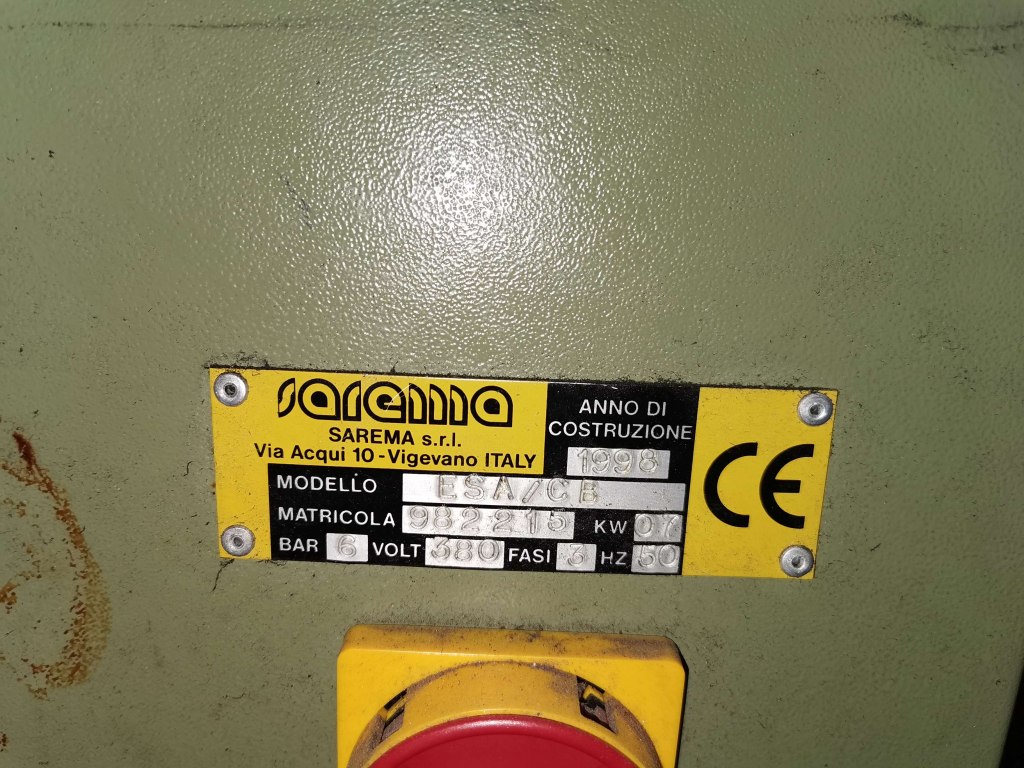 sarema
SAREMA s.r.l.
Via Acqui 10 - Vigevano ITALY
ANNO DI
COSTRUZIONE
1998
MODELLO ESA/CB
MATRICOLA 982215 KW 07
BAR 6 VOLT 380 FASI 3 HZ 50
CE